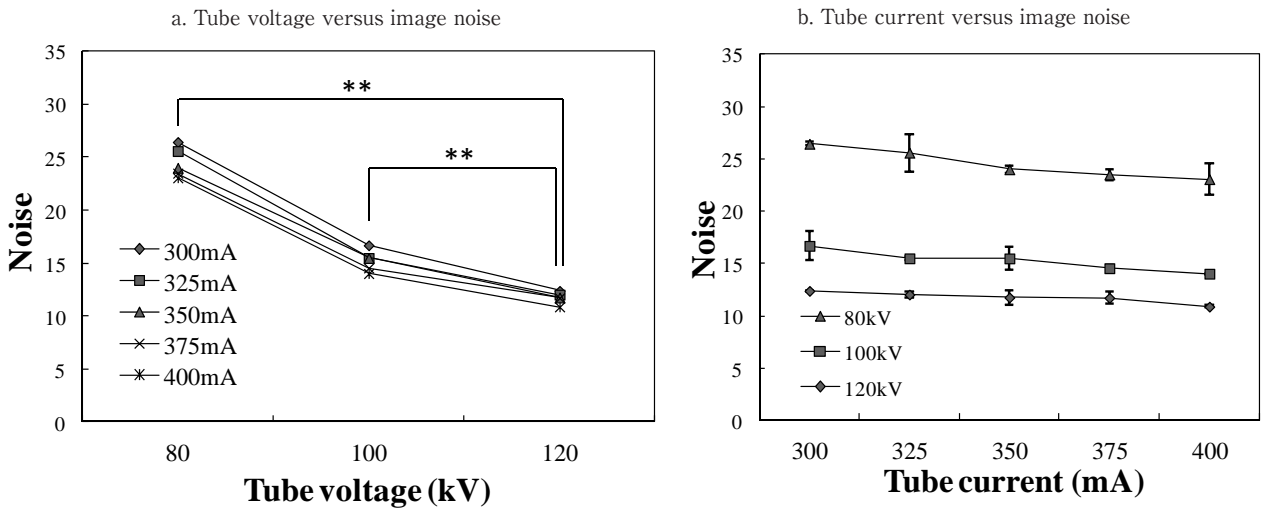 a. Tube voltage versus image noise
35
30
25
20
15
10
5
0
Noise
**
**
300mA
325mA
350mA
375mA
400mA
80 100 120
Tube voltage (kV)
b. Tube current versus image noise
35
30
25
20
15
10
5
0
Noise
80kV
100kV
120kV
300 325 350 375 400
Tube current (mA)